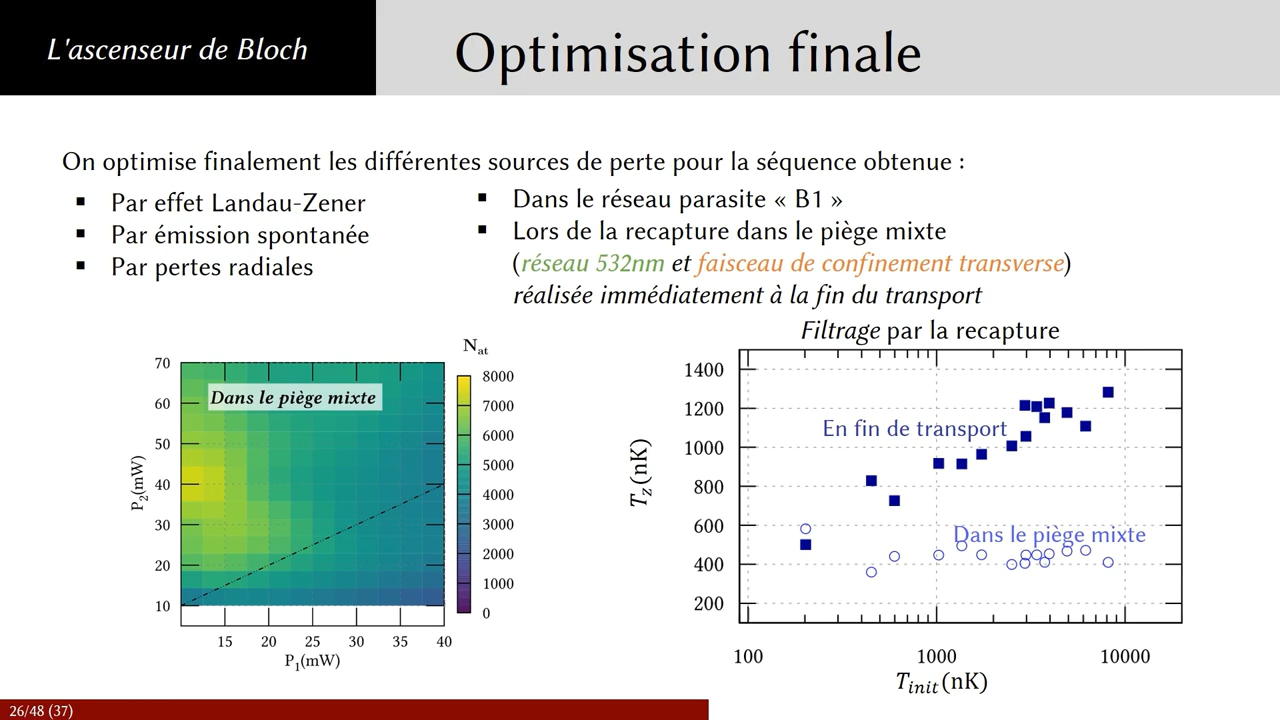 L'ascenseur de Bloch
Optimisation finale
On optimise finalement les différentes sources de perte pour la séquence obtenue :
▪ Par effet Landau-Zener
▪ Par émission spontanée
▪ Par pertes radiales
▪ Dans le réseau parasite « B1 »
▪ Lors de la recapture dans le piège mixte
(réseau 532nm et faisceau de confinement transverse)
réalisée immédiatement à la fin du transport
N_at
Dans le piège mixte
70
60
50
40
30
20
10
P_2(mW)
15 20 25 30 35 40
P_1(mW)
8000
7000
6000
5000
4000
3000
2000
1000
0
Filtrage par la recapture
En fin de transport
Dans le piège mixte
1400
1200
1000
800
600
400
200
T_z(nK)
100 1000 10000
T_init(nK)
26/48 (37)